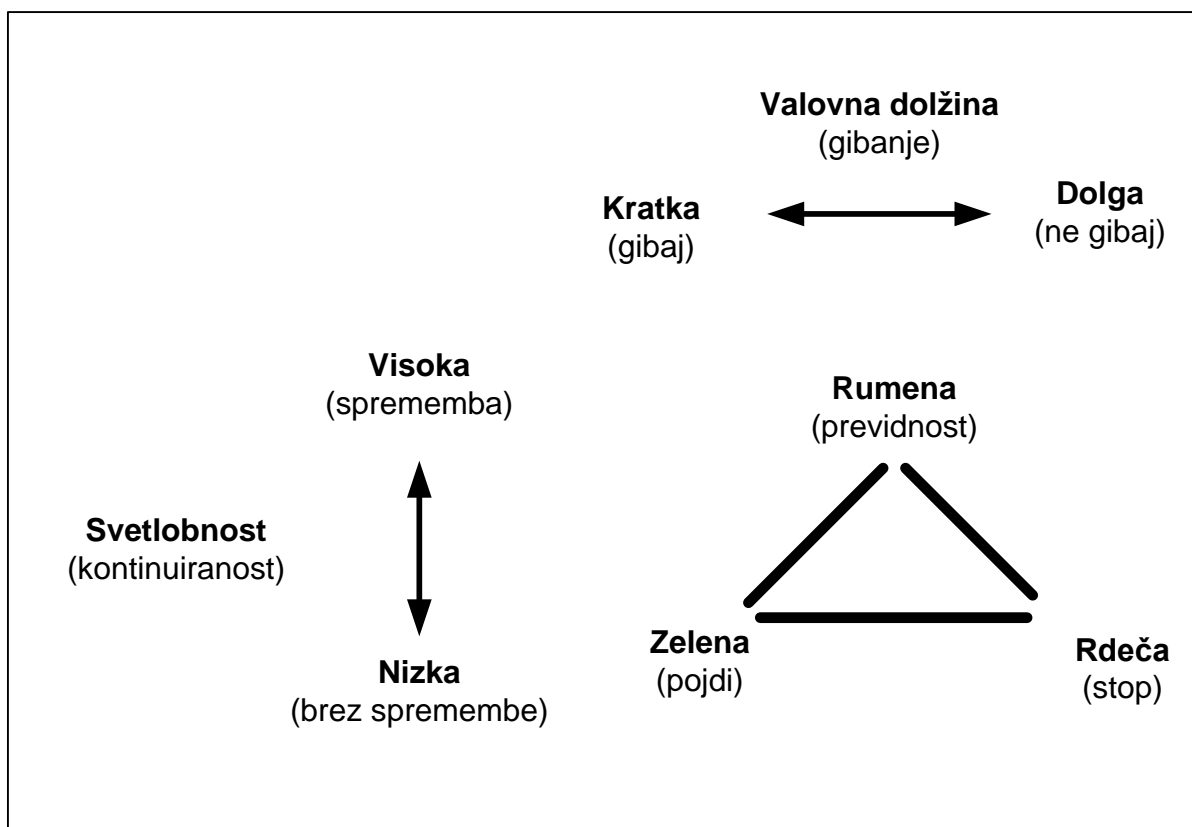 Valovna dolžina
(gibanje)
Kratka
(gibaj)
Dolga
(ne gibaj)
Visoka
(sprememba)
Rumena
(previdnost)
Svetlobnost
(kontinuiranost)
Zelena
(pojdi)
Rdeča
(stop)
Nizka
(brez spremembe)